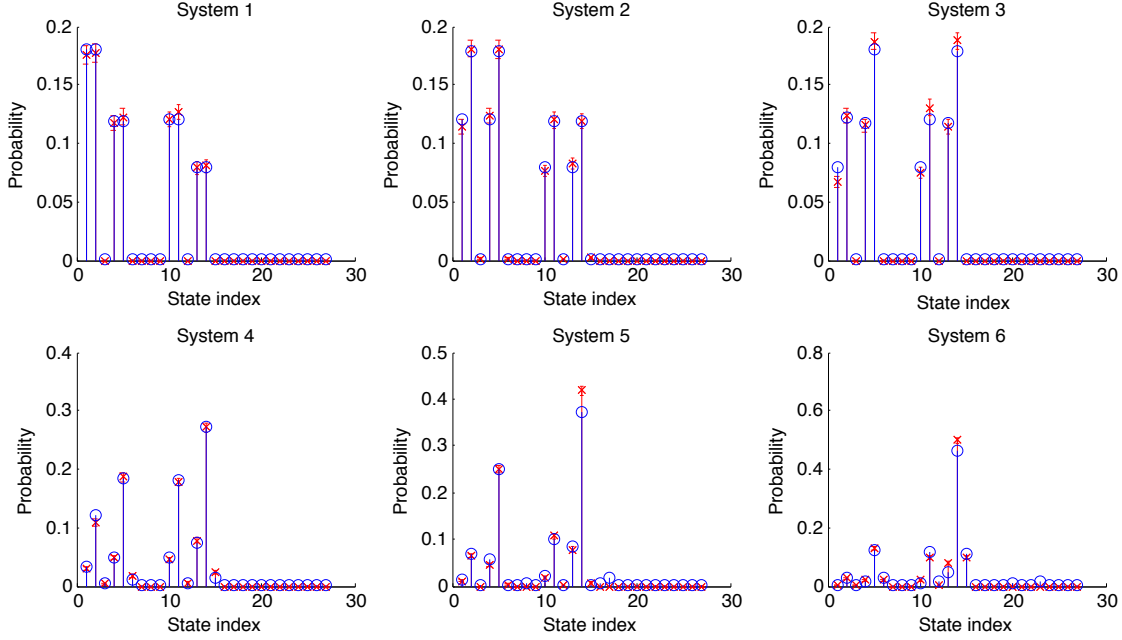 System 1
0.2
0.15
0.1
0.05
0
Probability
0 10 20 30
State index
System 2
0.2
0.15
0.1
0.05
0
Probability
0 10 20 30
State index
System 3
0.2
0.15
0.1
0.05
0
Probability
0 10 20 30
State index
System 4
0.4
0.3
0.2
0.1
0
Probability
0 10 20 30
State index
System 5
0.5
0.4
0.3
0.2
0.1
0
Probability
0 10 20 30
State index
System 6
0.8
0.6
0.4
0.2
0
Probability
0 10 20 30
State index